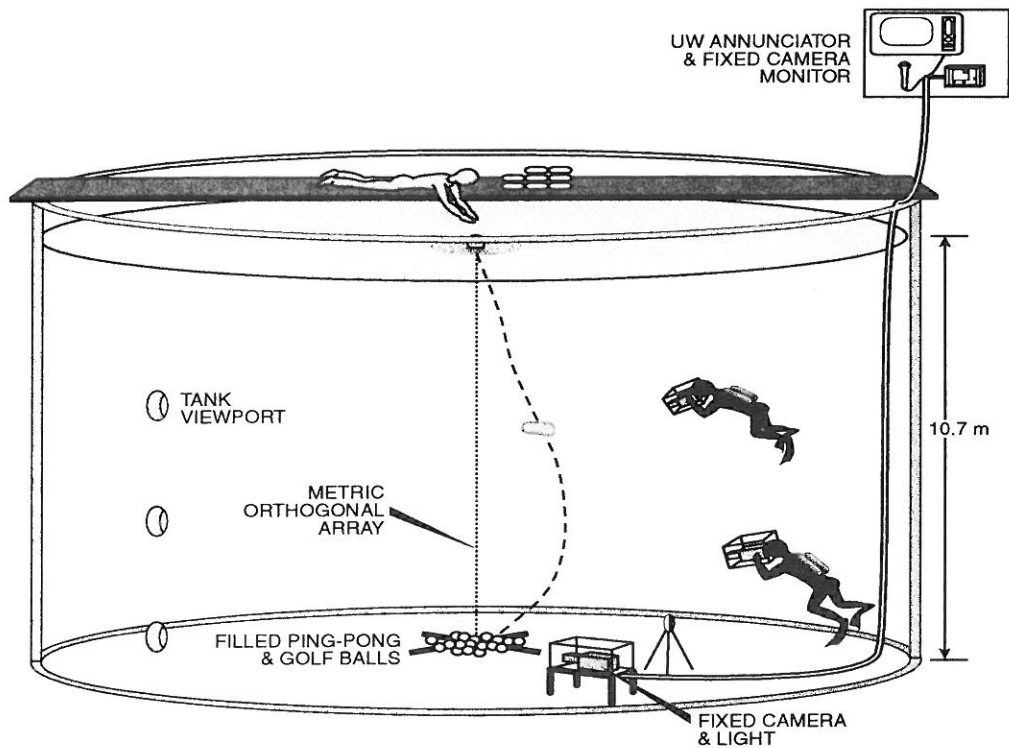 UW ANNUNCIATOR
& FIXED CAMERA
MONITOR
TANK
VIEWPORT
10.7 m
METRIC
ORTHOGONAL
ARRAY
FILLED PING-PONG
& GOLF BALLS
FIXED CAMERA
& LIGHT